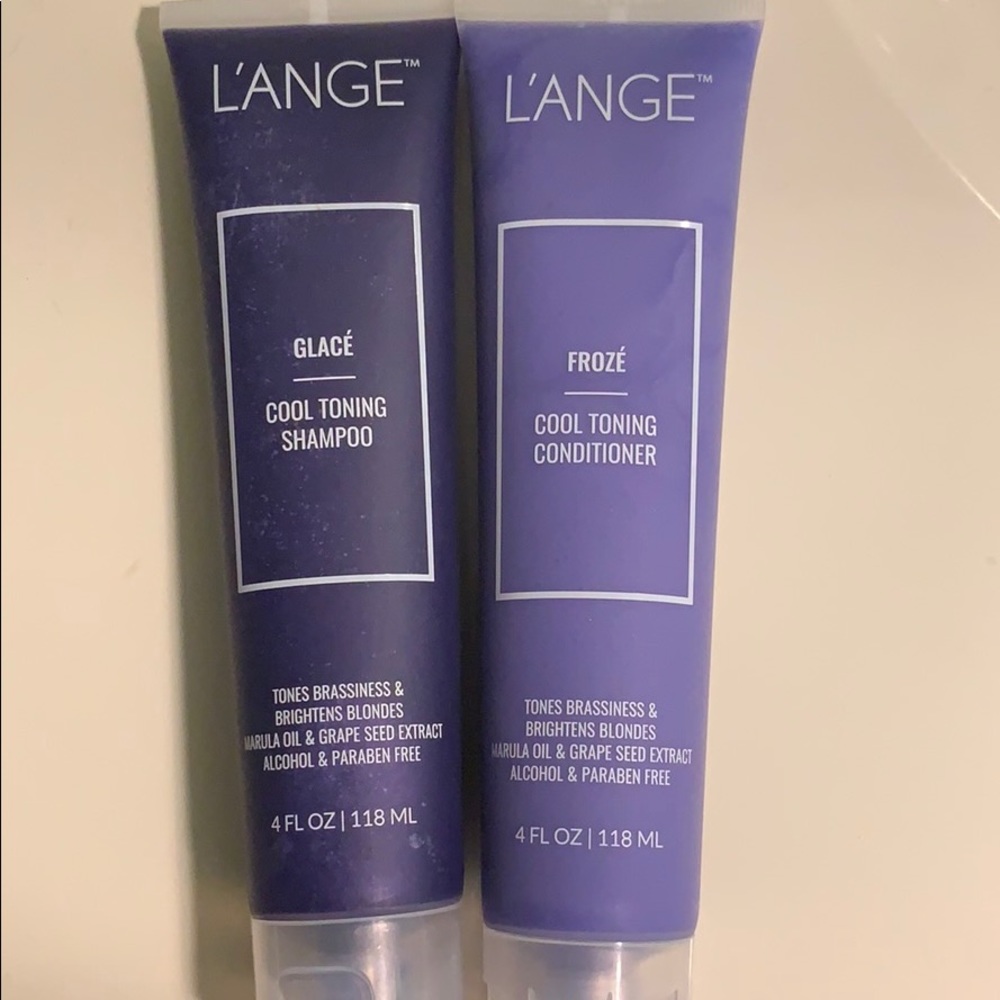 L'ANGE™
GLACÉ
COOL TONING
SHAMPOO
TONES BRASSINESS &
BRIGHTENS BLONDES
MARULA OIL & GRAPE SEED EXTRACT
ALCOHOL & PARABEN FREE
4 FL OZ | 118 ML
L'ANGE™
FROZÉ
COOL TONING
CONDITIONER
TONES BRASSINESS &
BRIGHTENS BLONDES
MARULA OIL & GRAPE SEED EXTRACT
ALCOHOL & PARABEN FREE
4 FL OZ | 118 ML